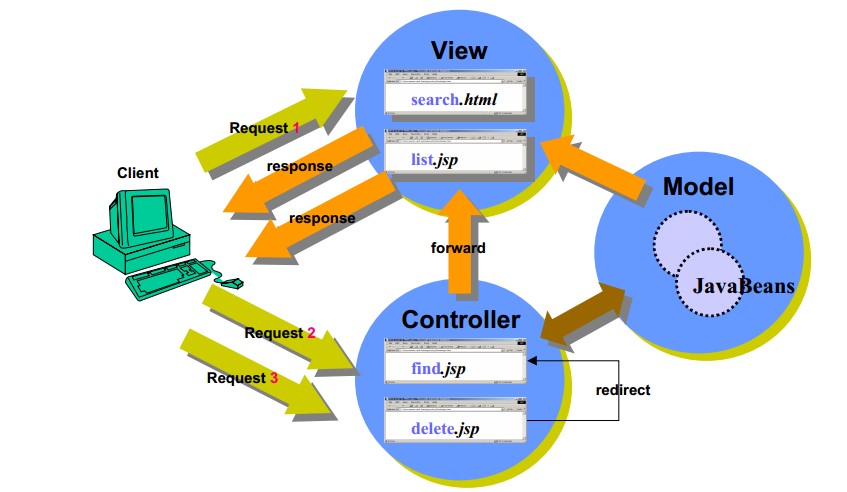 View
search.html
Request 1
list.jsp
response
Client
Model
response
forward
JavaBeans
Controller
Request 2
find.jsp
Request 3
redirect
delete.jsp